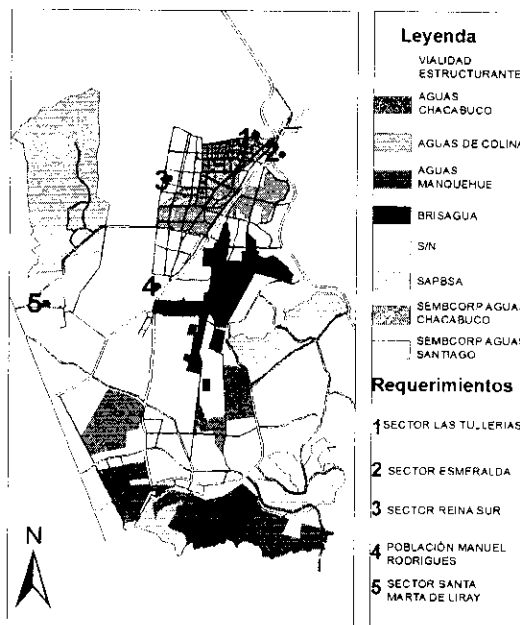 1
2
3
4
5
N
Leyenda
VIALIDAD
ESTRUCTURANTE
AGUAS
CHACABUCO
AGUAS DE COLINA
AGUAS
MANQUEHUE
BRISAGUA
S/N
SAPBSA
SEMBCORP AGUAS
CHACABUCO
SEMBCORP AGUAS
SANTIAGO
Requerimientos
1 SECTOR LAS TULLERIAS
2 SECTOR ESMERALDA
3 SECTOR REINA SUR
4 POBLACIÓN MANUEL
RODRIGUES
5 SECTOR SANTA
MARTA DE LIRAY